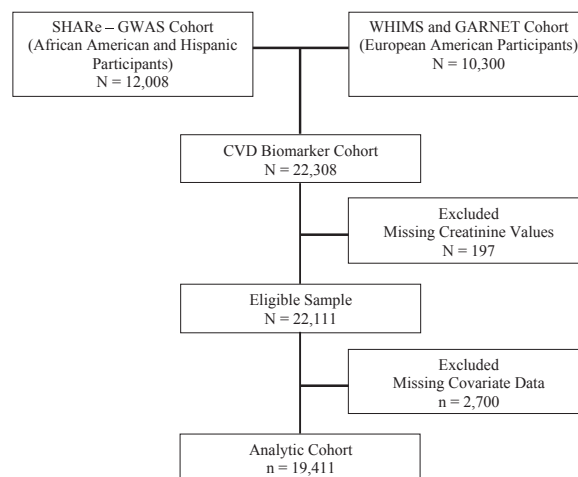 SHARe – GWAS Cohort
(African American and Hispanic
Participants)
N = 12,008
WHIMS and GARNET Cohort
(European American Participants)
N = 10,300
CVD Biomarker Cohort
N = 22,308
Excluded
Missing Creatinine Values
N = 197
Eligible Sample
N = 22,111
Excluded
Missing Covariate Data
n = 2,700
Analytic Cohort
n = 19,411